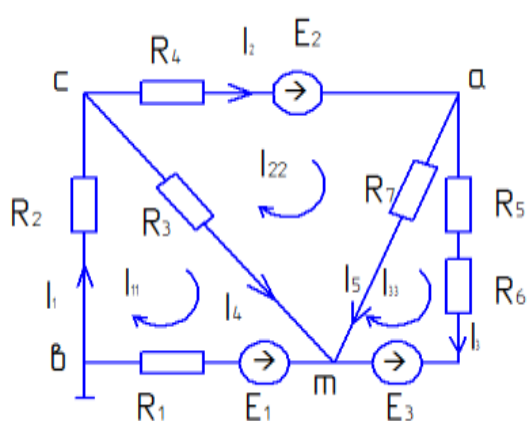 R4 I2 E2
c a
I22
R2 R3 R7 R5
I1 I11 I4 I5 I33 R6
I3
в m
R1 E1 E3